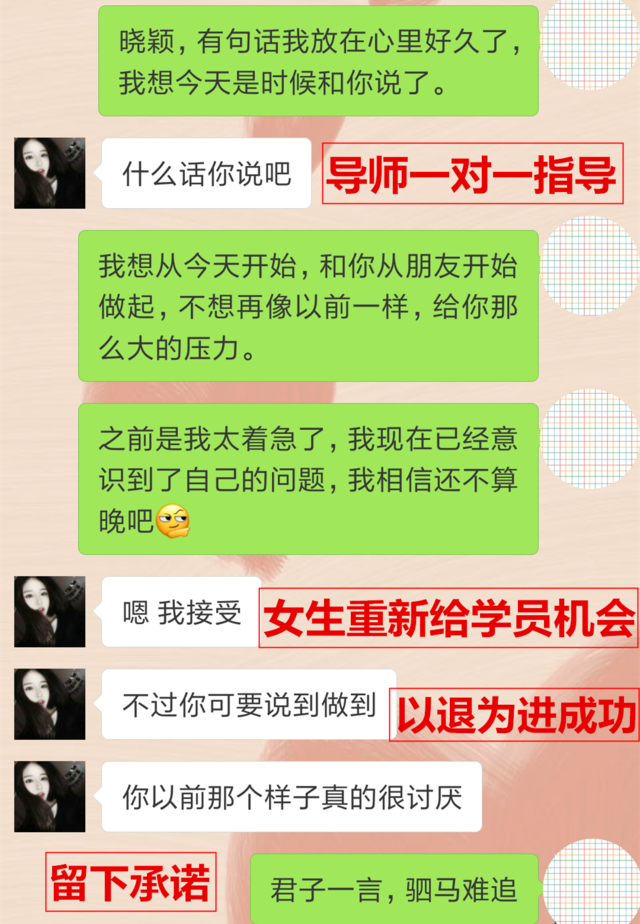 晓颖，有句话我放在心里好久了，
我想今天是时候和你说了。
什么话你说吧
导师一对一指导
我想从今天开始，和你从朋友开始
做起，不想再像以前一样，给你那
么大的压力。
之前是我太着急了，我现在已经意
识到了自己的问题，我相信还不算
晚吧
嗯 我接受
女生重新给学员机会
不过你可要说到做到
以退为进成功
你以前那个样子真的很讨厌
留下承诺
君子一言，驷马难追